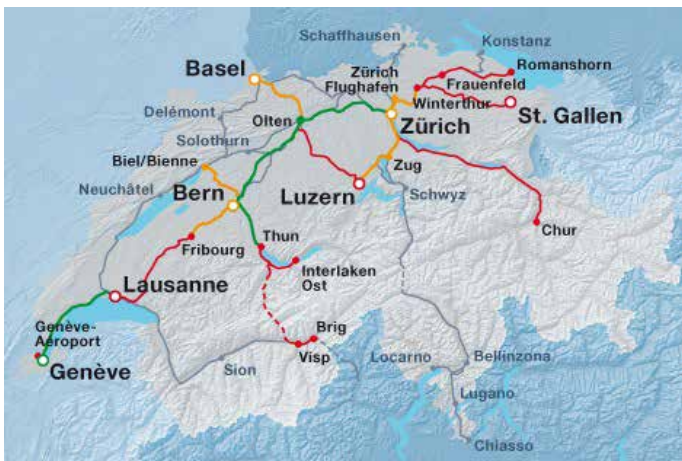 Schaffhausen
Konstanz
Basel
Zürich
Flughafen
Romanshorn
Frauenfeld
Winterthur
Delémont
Olten
Zürich
St. Gallen
Solothurn
Biel/Bienne
Zug
Neuchâtel
Luzern
Schwyz
Bern
Thun
Chur
Fribourg
Interlaken
Ost
Lausanne
Genève-
Aéroport
Brig
Visp
Genève
Sion
Locarno
Bellinzona
Lugano
Chiasso